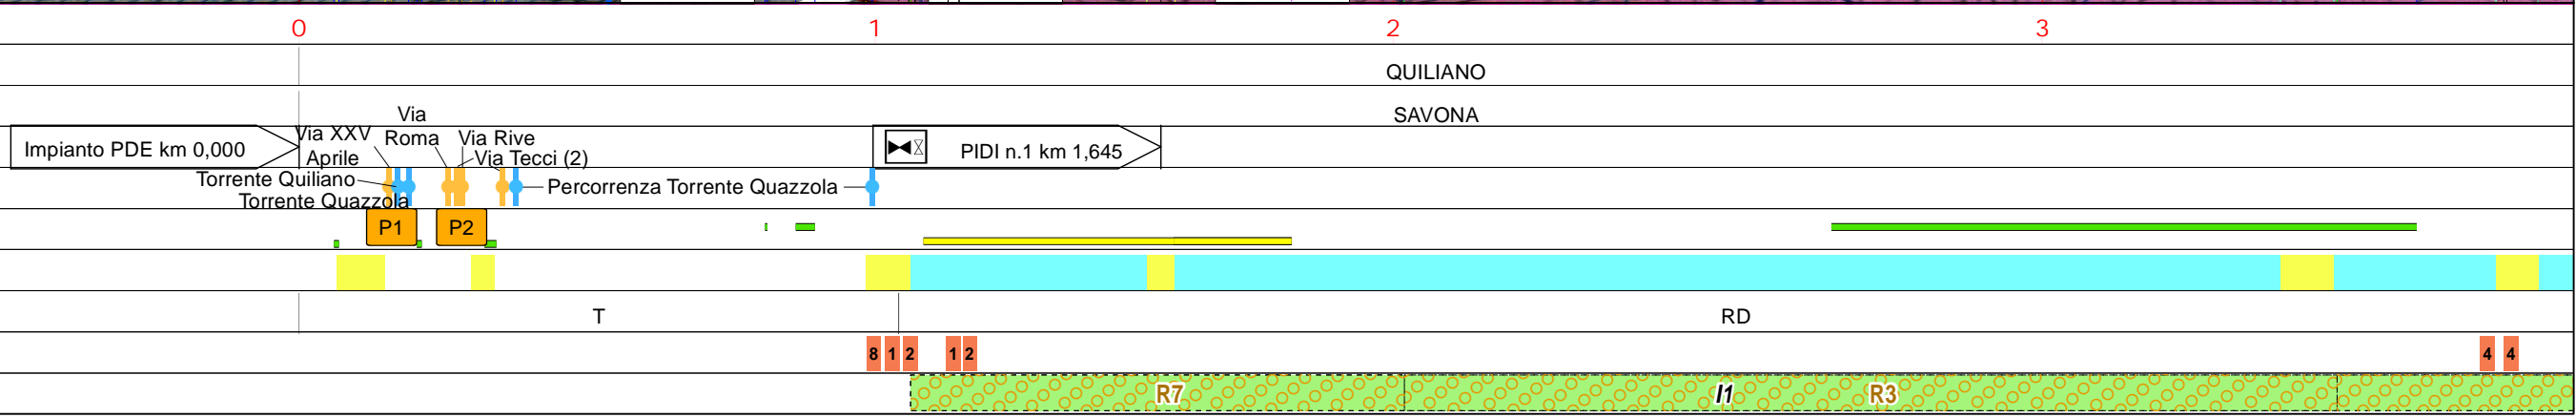 0 1 2 3
QUILIANO
SAVONA
Via
Roma
Via XXV
Aprile
Via Rive
Via Tecci (2)
Impianto PDE km 0,000
PIDI n.1 km 1,645
Torrente Quiliano
Percorrenza Torrente Quazzola
Torrente Quazzola
P1 P2
T RD
8 1 2 1 2 4 4
R7 I1 R3